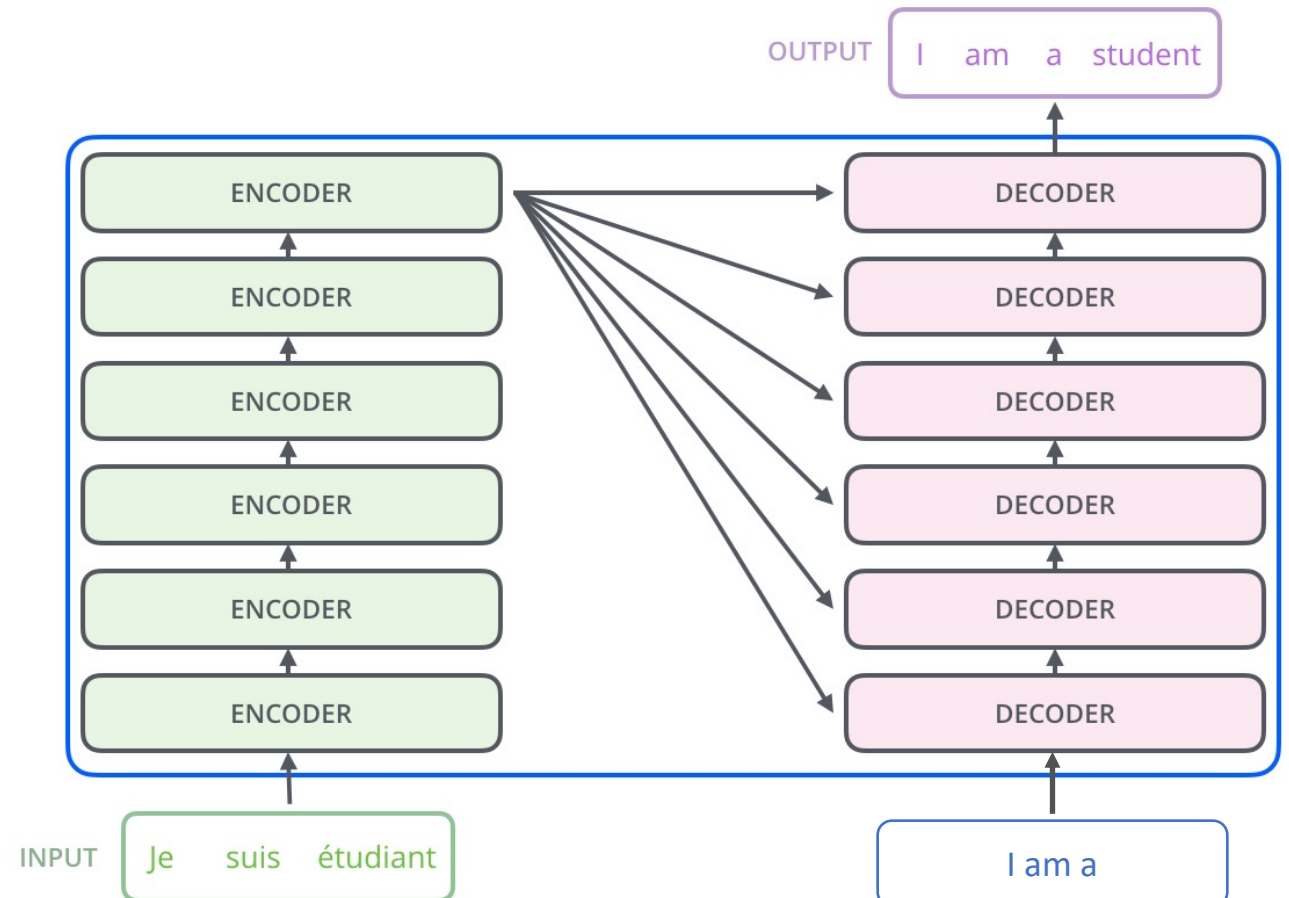 OUTPUT I am a student
ENCODER DECODER
ENCODER DECODER
ENCODER DECODER
ENCODER DECODER
ENCODER DECODER
ENCODER DECODER
INPUT Je suis étudiant
I am a